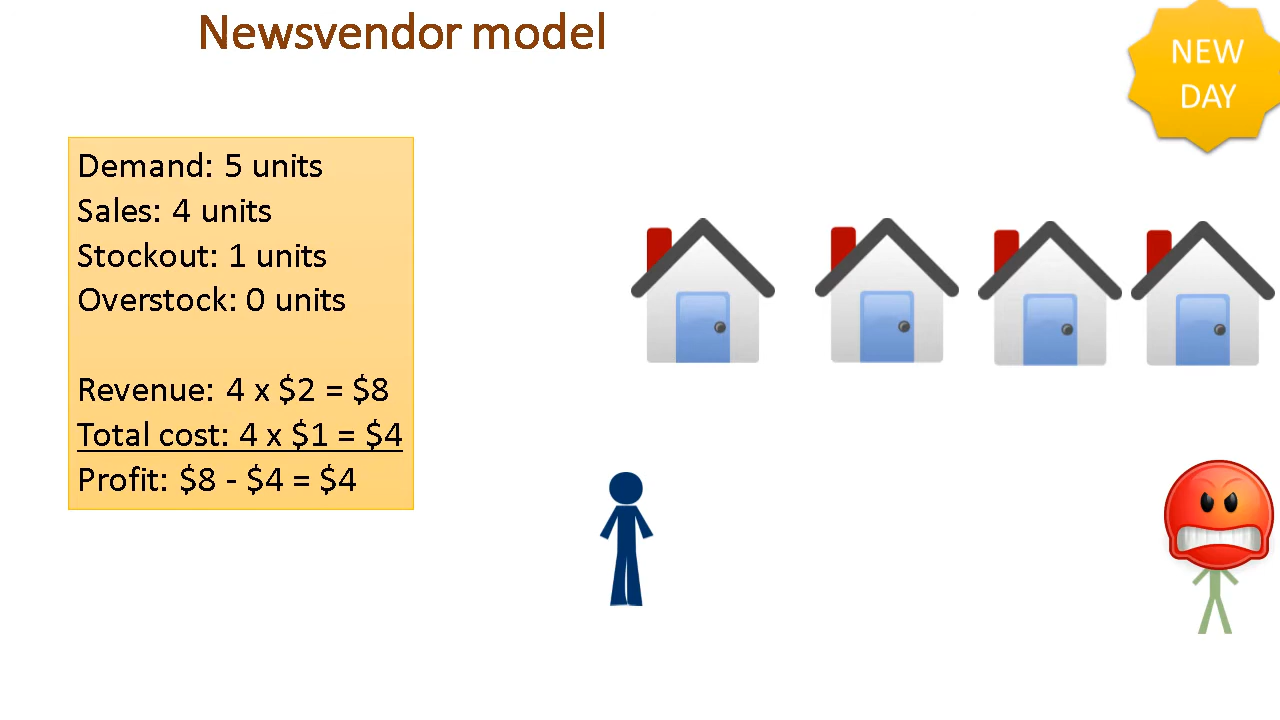 Newsvendor model
NEW
DAY
Demand: 5 units
Sales: 4 units
Stockout: 1 units
Overstock: 0 units
Revenue: 4 x $2 = $8
Total cost: 4 x $1 = $4
Profit: $8 - $4 = $4